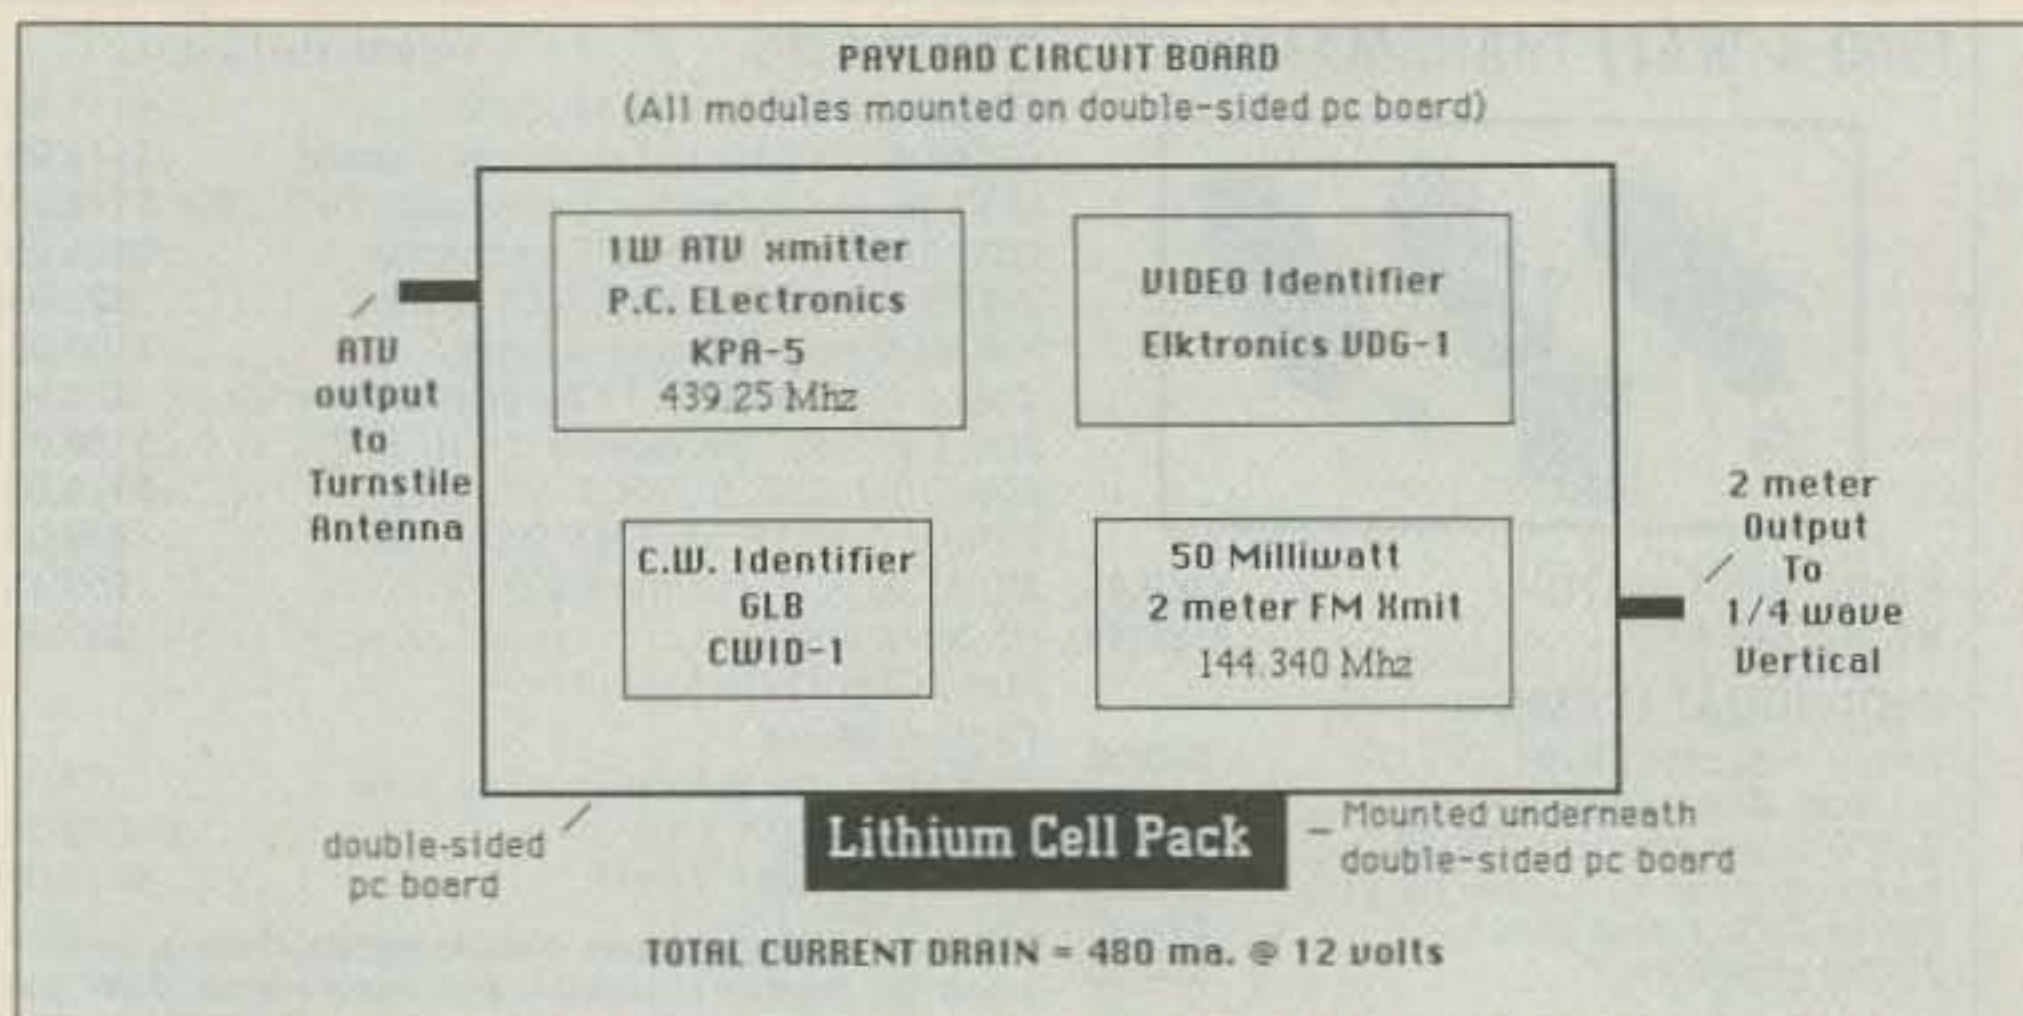 PAYLOAD CIRCUIT BOARD
(All modules mounted on double-sided pc board)
1W ATV xmitter
P.C. ELectronics
KPA-5
439.25 Mhz
VIDEO Identifier
Elktronics VDG-1
ATV
output
to
Turnstile
Antenna
C.W. Identifier
GLB
CWID-1
50 Milliwatt
2 meter FM Xmit
144.340 Mhz
2 meter
Output
To
1/4 wave
Vertical
double-sided
pc board
Lithium Cell Pack
Mounted underneath
double-sided pc board
TOTAL CURRENT DRAIN = 480 ma. @ 12 volts